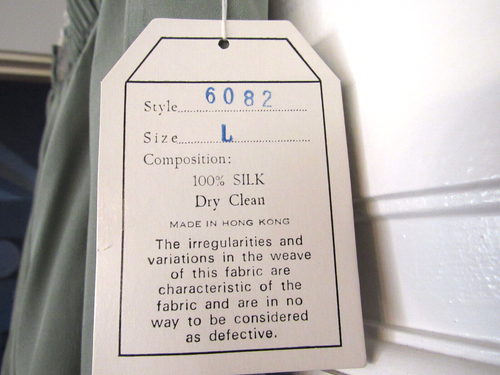 Style 6082
Size L
Composition:
100% SILK
Dry Clean
MADE IN HONG KONG
The irregularities and
variations in the weave
of this fabric are
characteristic of the
fabric and are in no
way to be considered
as defective.